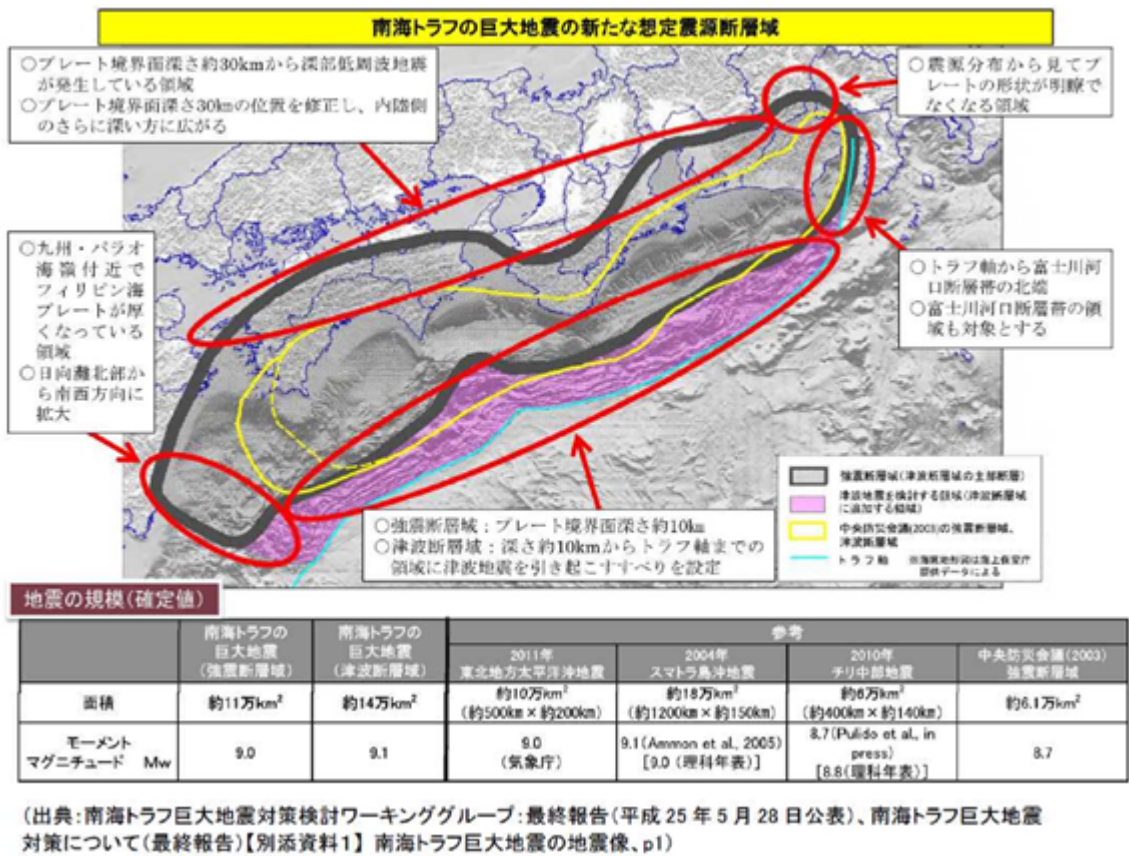 南海トラフの巨大地震の新たな想定震源断層域
○プレート境界面深さ約30kmから深部低周波地震
が発生している領域
○プレート境界面深さ30kmの位置を修正し、内陸側
のさらに深い方に広がる
○震源分布から見てプ
レートの形状が明瞭で
なくなる領域
○九州・パラオ
海嶺付近で
フィリピン海
プレートが厚
くなっている
領域
○日向灘北部か
ら南西方向に
拡大
○トラフ軸から富士川河
口断層帯の北端
○富士川河口断層帯の領
域も対象とする
○強震断層域：プレート境界面深さ約10km
○津波断層域：深さ約10kmからトラフ軸までの
領域に津波地震を引き起こすすべりを設定
強震断層域(津波断層域の主部断層)
津波地震を検討する領域(津波断層域
に追加する領域)
中央防災会議(2003)の強震断層域、
津波断層域
トラフ軸 ※海底地形図は海上保安庁
提供データによる
地震の規模(確定値)
南海トラフの
巨大地震
(強震断層域)
南海トラフの
巨大地震
(津波断層域)
参考
2011年
東北地方太平洋沖地震
2004年
スマトラ島沖地震
2010年
チリ中部地震
中央防災会議(2003)
強震断層域
面積
約11万km²
約14万km²
約10万km²
(約500km×約200km)
約18万km²
(約1200km×約150km)
約6万km²
(約400km×約140km)
約6.1万km²
モーメント
マグニチュード Mw
9.0
9.1
9.0
(気象庁)
9.1(Ammon et al., 2005)
[9.0 (理科年表)]
8.7(Pulido et al., in
press)
[8.8(理科年表)]
8.7
(出典：南海トラフ巨大地震対策検討ワーキンググループ：最終報告(平成 25 年 5 月 28 日公表)、南海トラフ巨大地震
対策について(最終報告)【別添資料1】 南海トラフ巨大地震の地震像、p1)